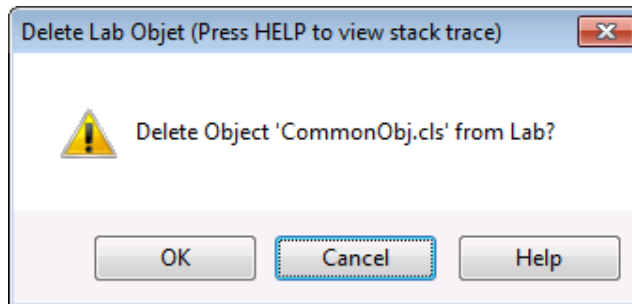 Delete Lab Objet (Press HELP to view stack trace)
Delete Object 'CommonObj.cls' from Lab?
OK Cancel Help